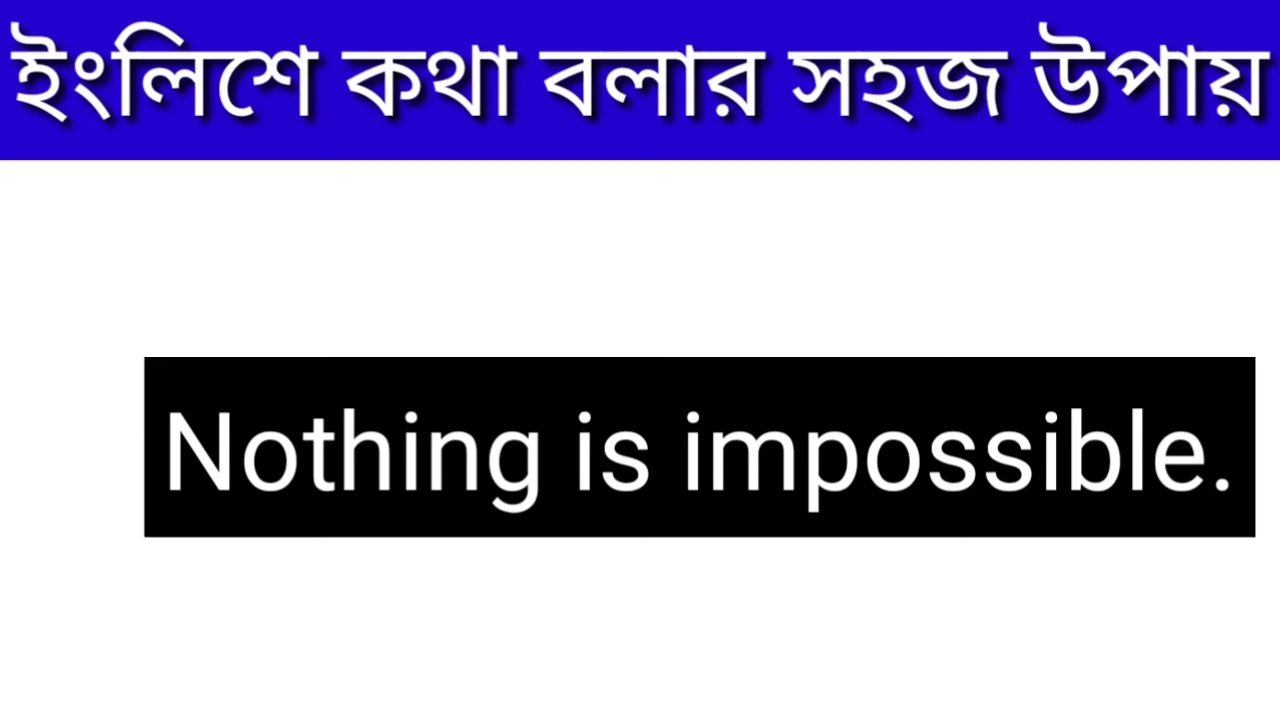 ইংলিশে কথা বলার সহজ উপায়
Nothing is impossible.